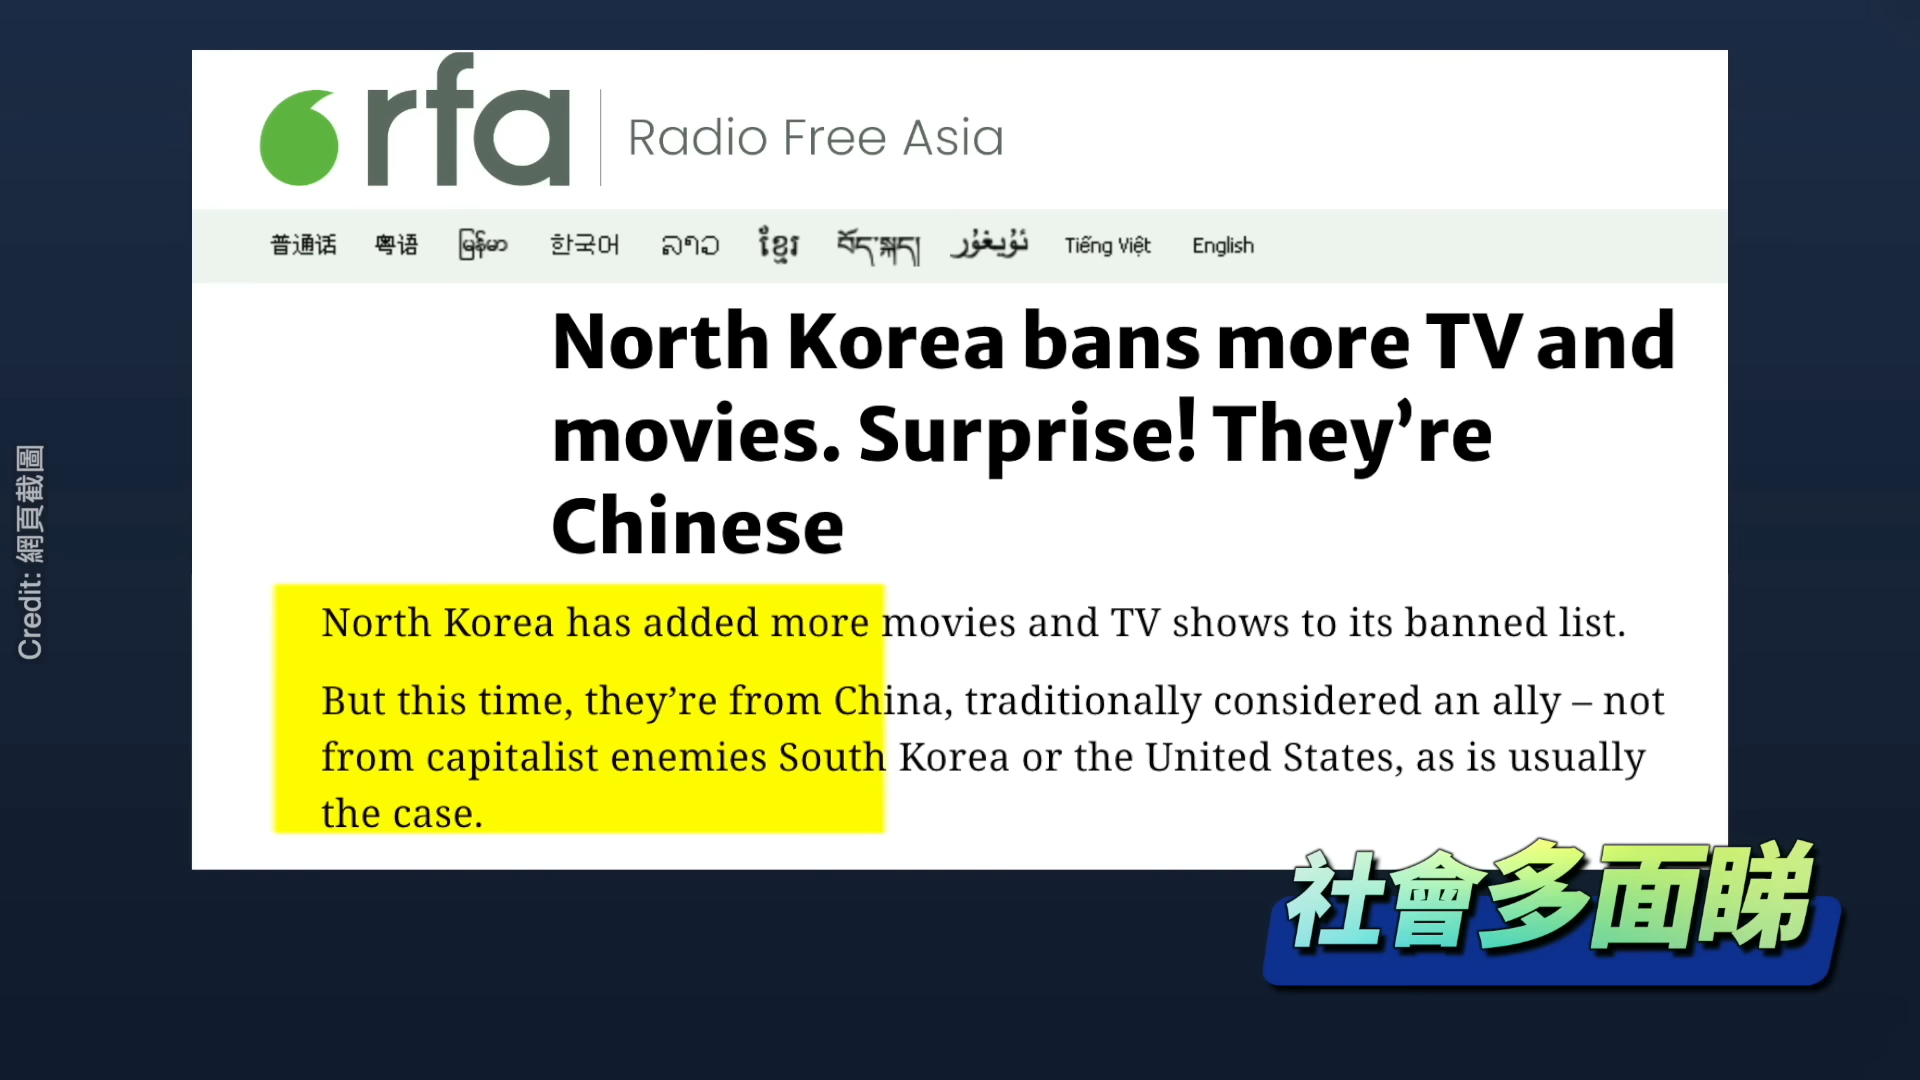 rfa Radio Free Asia
普通话 粤语 မြန်မာ 한국어 ລາວ ខ្មែរ བོད་སྐད། ئۇيغۇر Tiếng Việt English
North Korea bans more TV and
movies. Surprise! They’re
Chinese
North Korea has added more movies and TV shows to its banned list.
But this time, they’re from China, traditionally considered an ally – not
from capitalist enemies South Korea or the United States, as is usually
the case.
Credit: 網頁截圖
社會多面睇